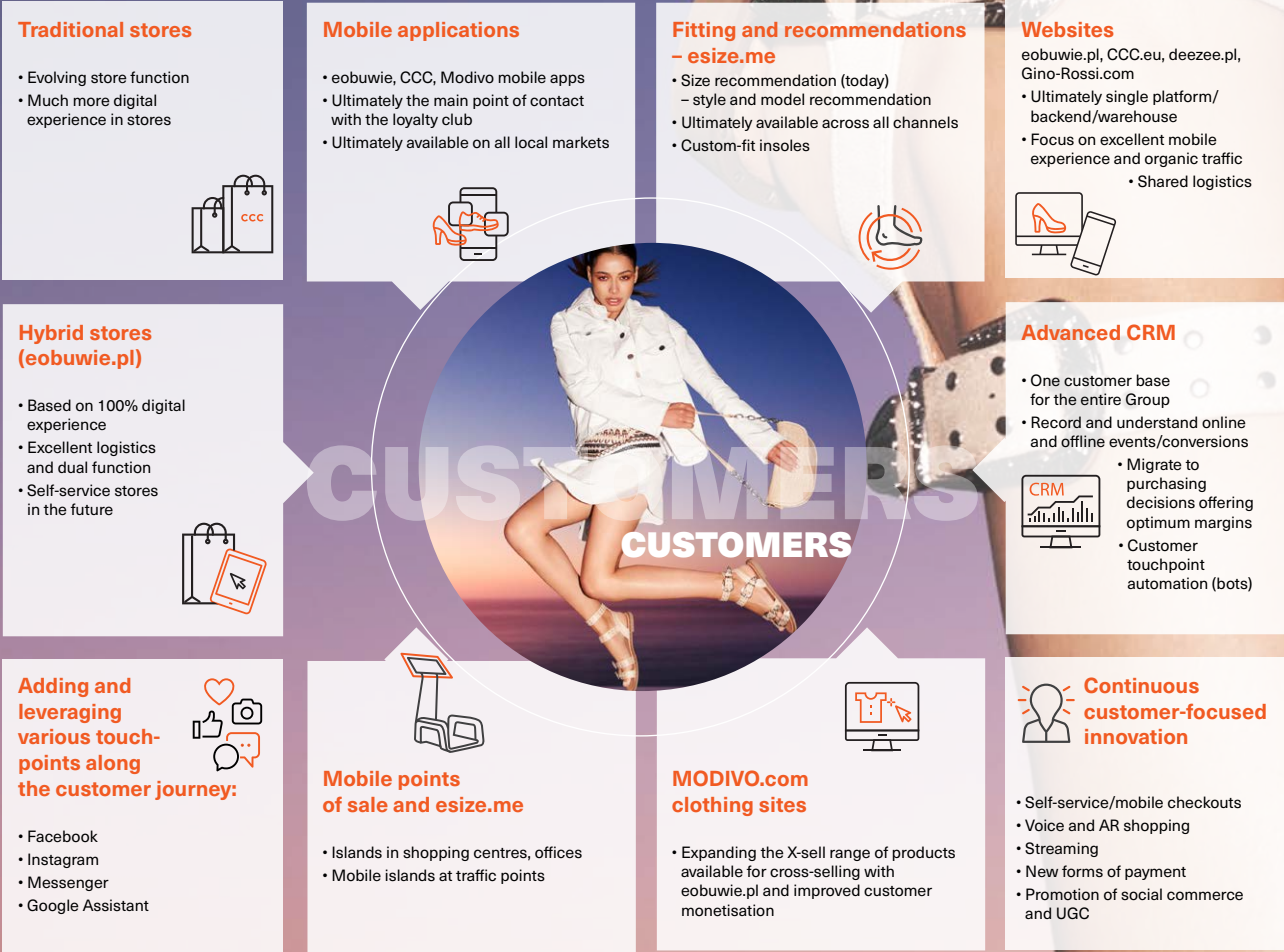 Traditional stores
• Evolving store function
• Much more digital
experience in stores
ccc
Mobile applications
• eobuwie, CCC, Modivo mobile apps
• Ultimately the main point of contact
with the loyalty club
• Ultimately available on all local markets
Fitting and recommendations
– esize.me
• Size recommendation (today)
– style and model recommendation
• Ultimately available across all channels
• Custom-fit insoles
Websites
eobuwie.pl, CCC.eu, deezee.pl,
Gino-Rossi.com
• Ultimately single platform/
backend/warehouse
• Focus on excellent mobile
experience and organic traffic
• Shared logistics
Hybrid stores
(eobuwie.pl)
• Based on 100% digital
experience
• Excellent logistics
and dual function
• Self-service stores
in the future
CUSTOMERS
CUSTOMERS
Advanced CRM
• One customer base
for the entire Group
• Record and understand online
and offline events/conversions
CRM
• Migrate to
purchasing
decisions offering
optimum margins
• Customer
touchpoint
automation (bots)
Adding and
leveraging
various touch-
points along
the customer journey:
• Facebook
• Instagram
• Messenger
• Google Assistant
Mobile points
of sale and esize.me
• Islands in shopping centres, offices
• Mobile islands at traffic points
MODIVO.com
clothing sites
• Expanding the X-sell range of products
available for cross-selling with
eobuwie.pl and improved customer
monetisation
Continuous
customer-focused
innovation
• Self-service/mobile checkouts
• Voice and AR shopping
• Streaming
• New forms of payment
• Promotion of social commerce
and UGC